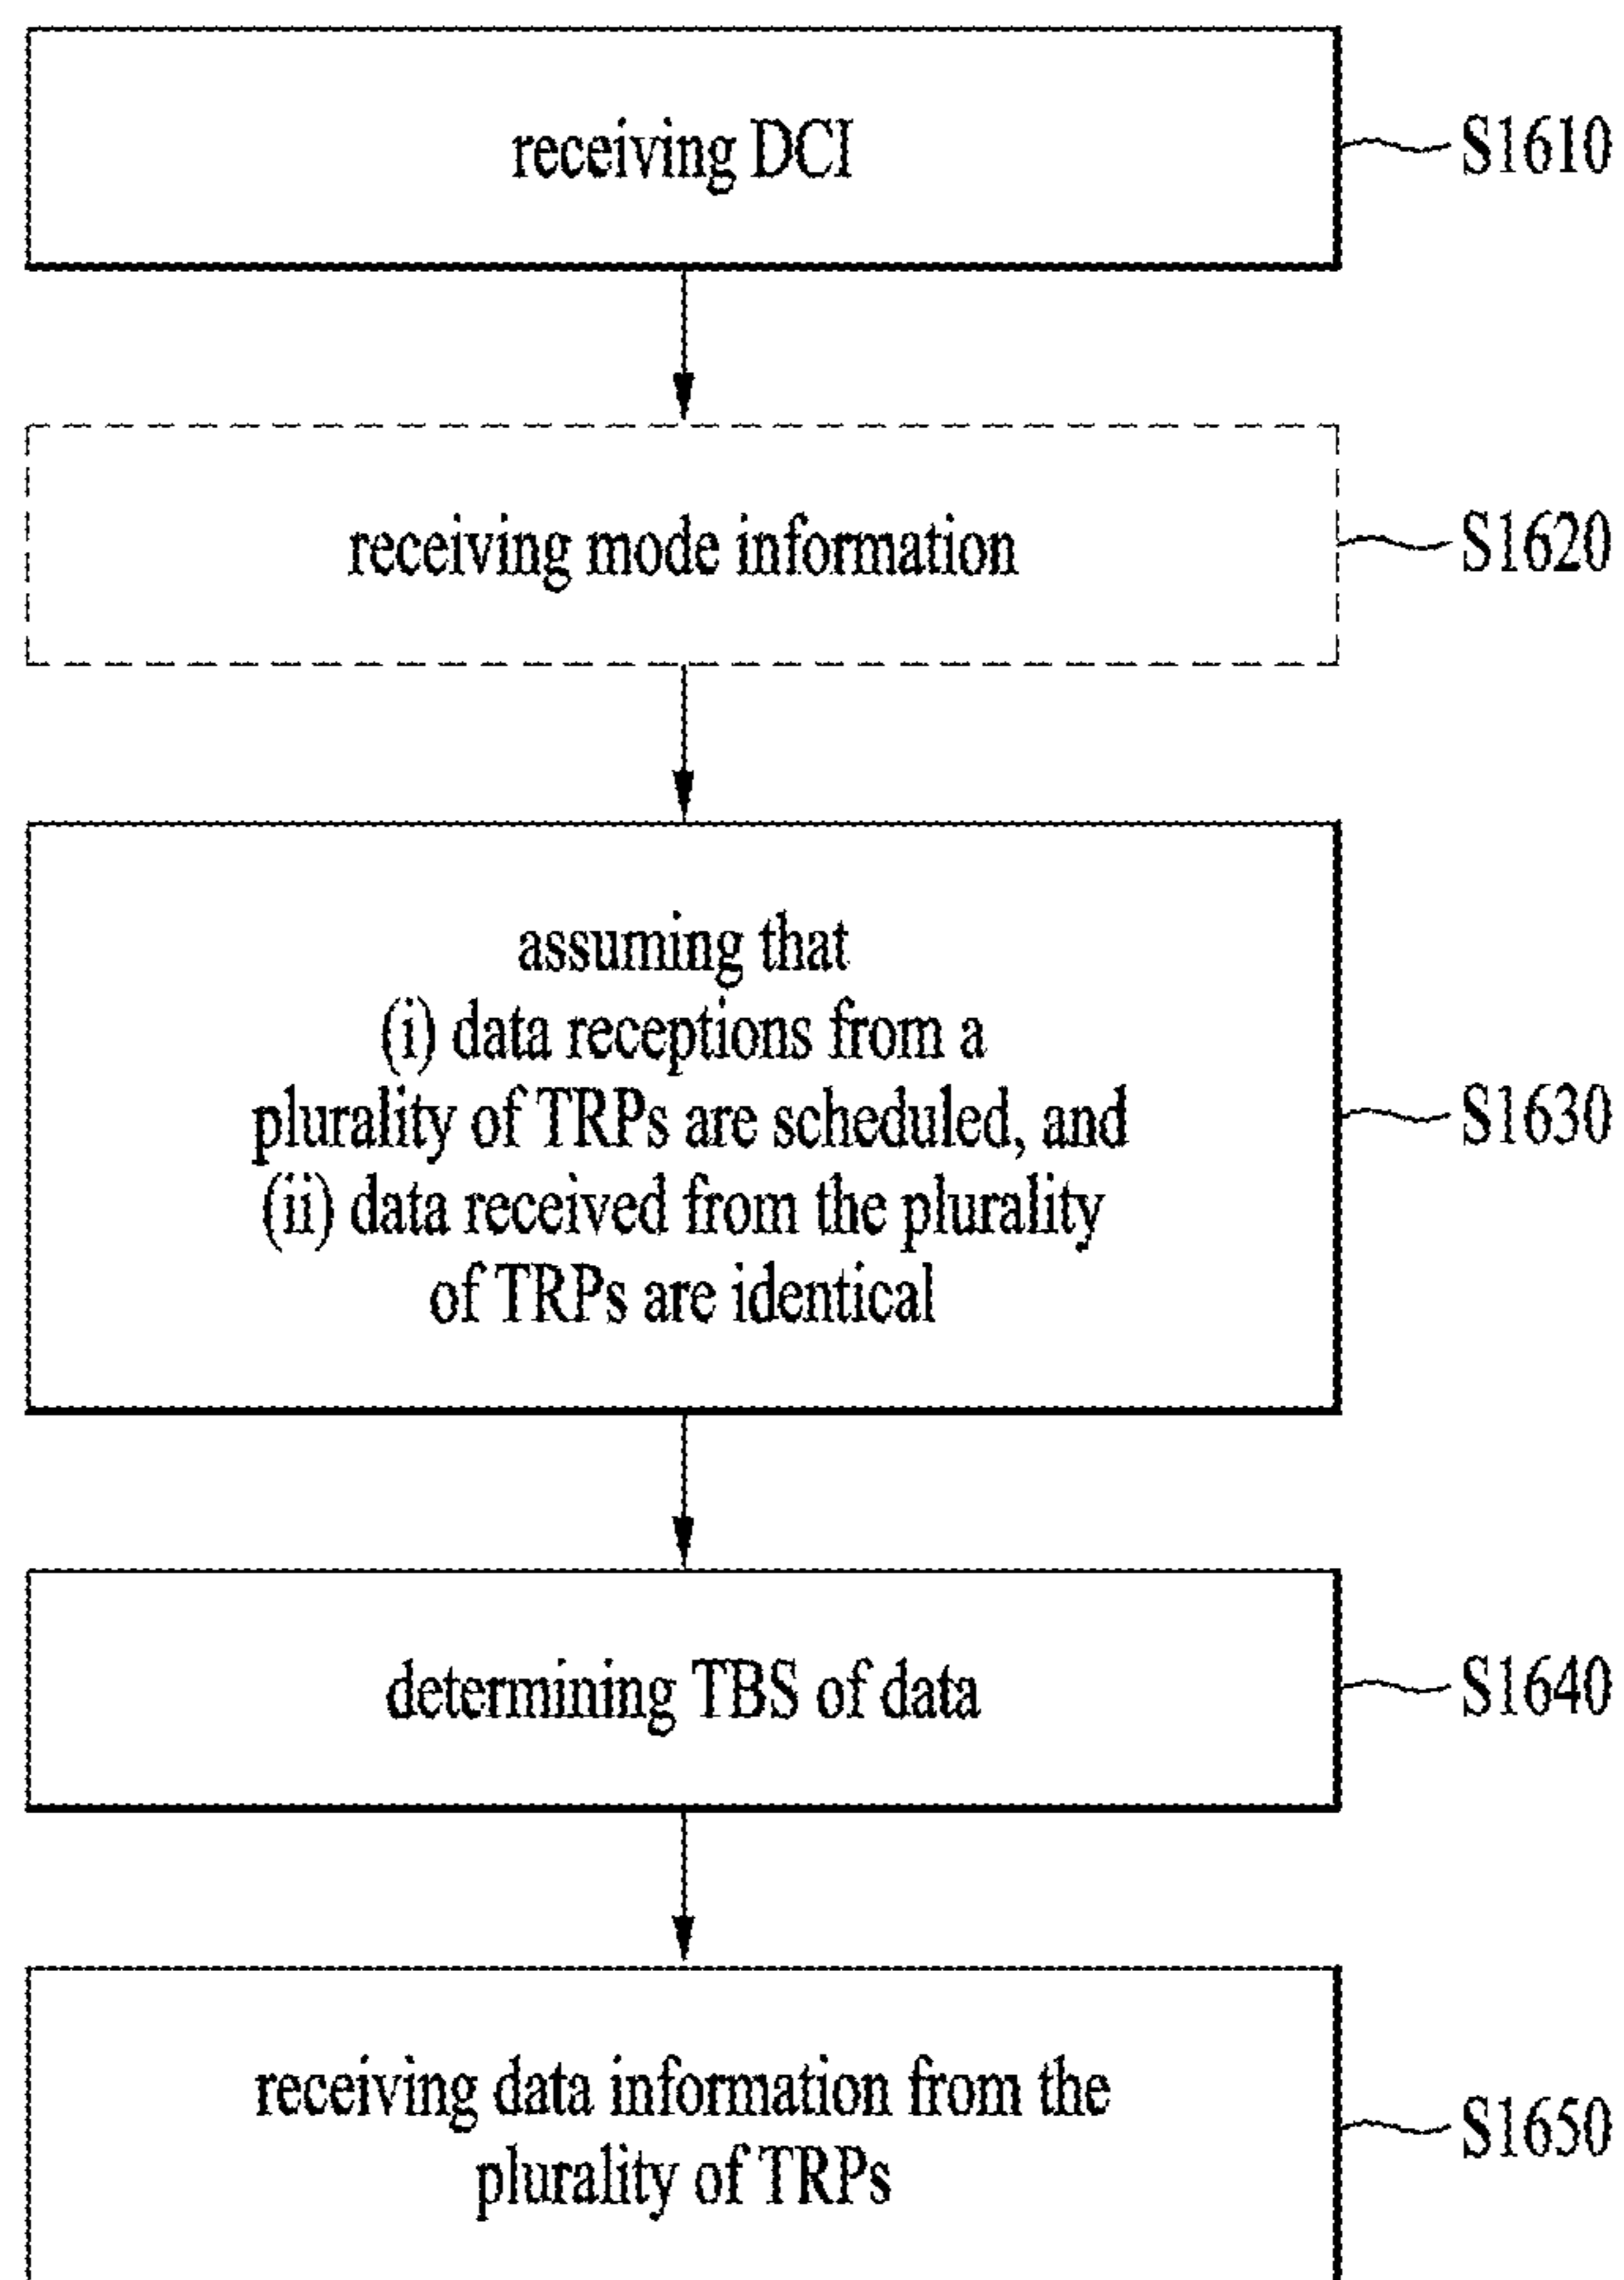 receiving DCI
S1610
receiving mode information
S1620
assuming that
(i) data receptions from a
plurality of TRPs are scheduled, and
(ii) data received from the plurality
of TRPs are identical
S1630
determining TBS of data
S1640
receiving data information from the
plurality of TRPs
S1650